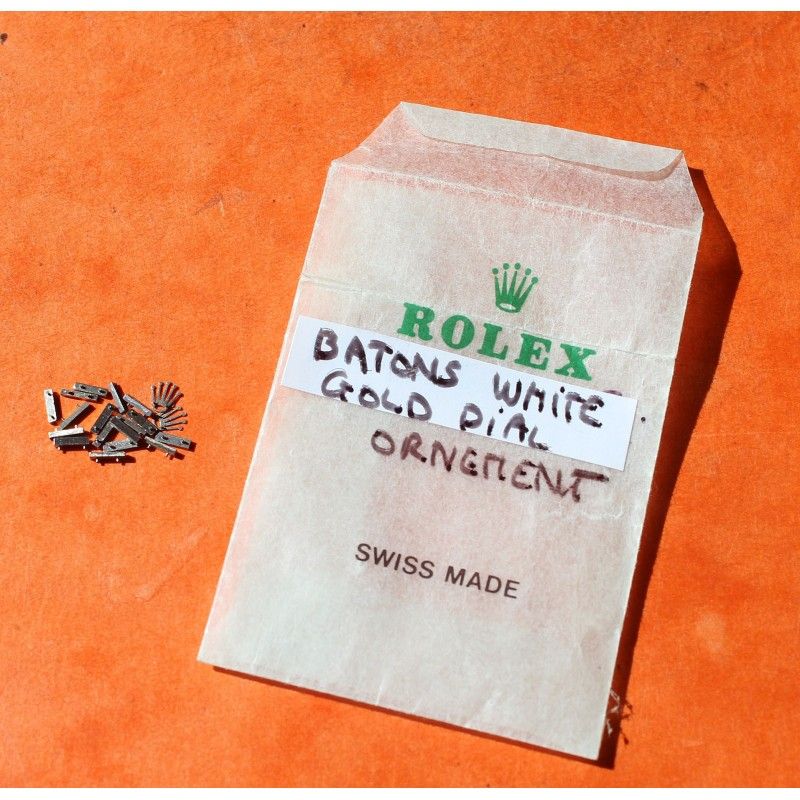 ROLEX
BATONS WHITE
GOLD DIAL
ORNEMENT
SWISS MADE